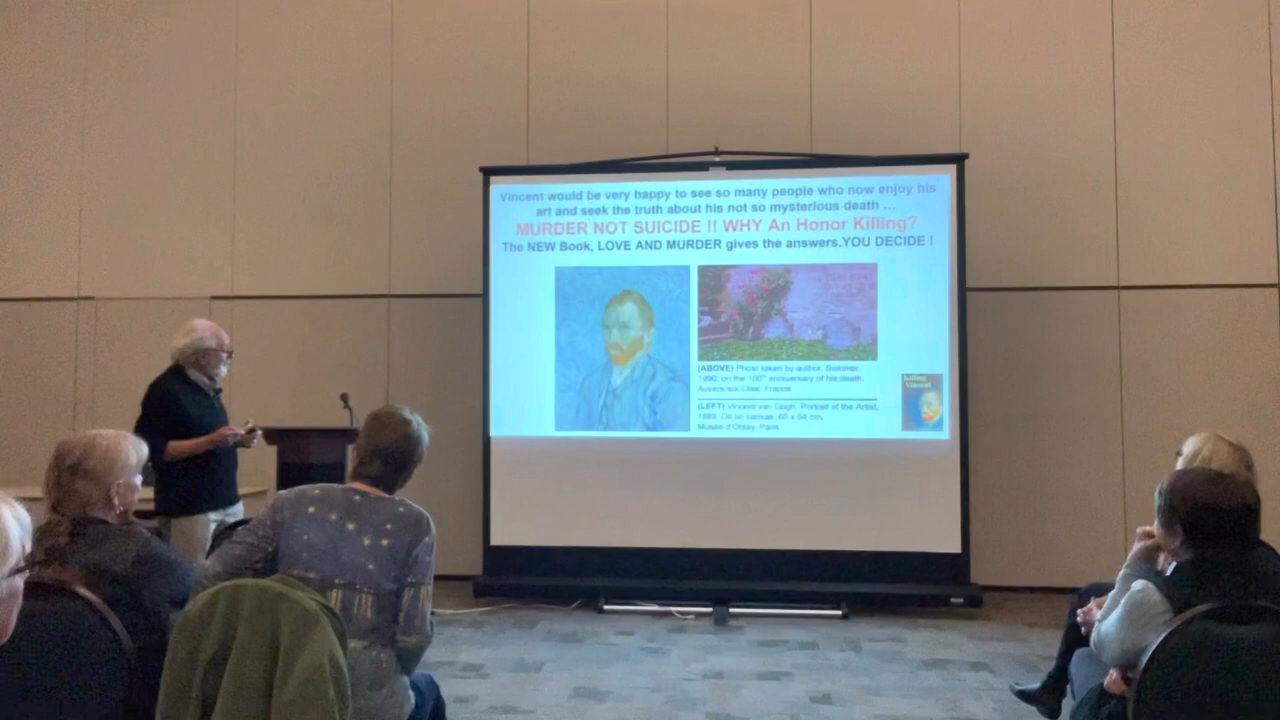 Vincent would be very happy to see so many people who now enjoy his
art and seek the truth about his not so mysterious death ...
MURDER NOT SUICIDE !! WHY An Honor Killing?
The NEW Book, LOVE AND MURDER gives the answers.YOU DECIDE !
(ABOVE) Photo taken by author, Summer
1990, on the 100th anniversary of his death.
Auvers-sur-Oise, France
(LEFT) Vincent van Gogh, Portrait of the Artist,
1889, Oil on canvas, 65 x 54 cm,
Musée d'Orsay, Paris
Killing
Vincent